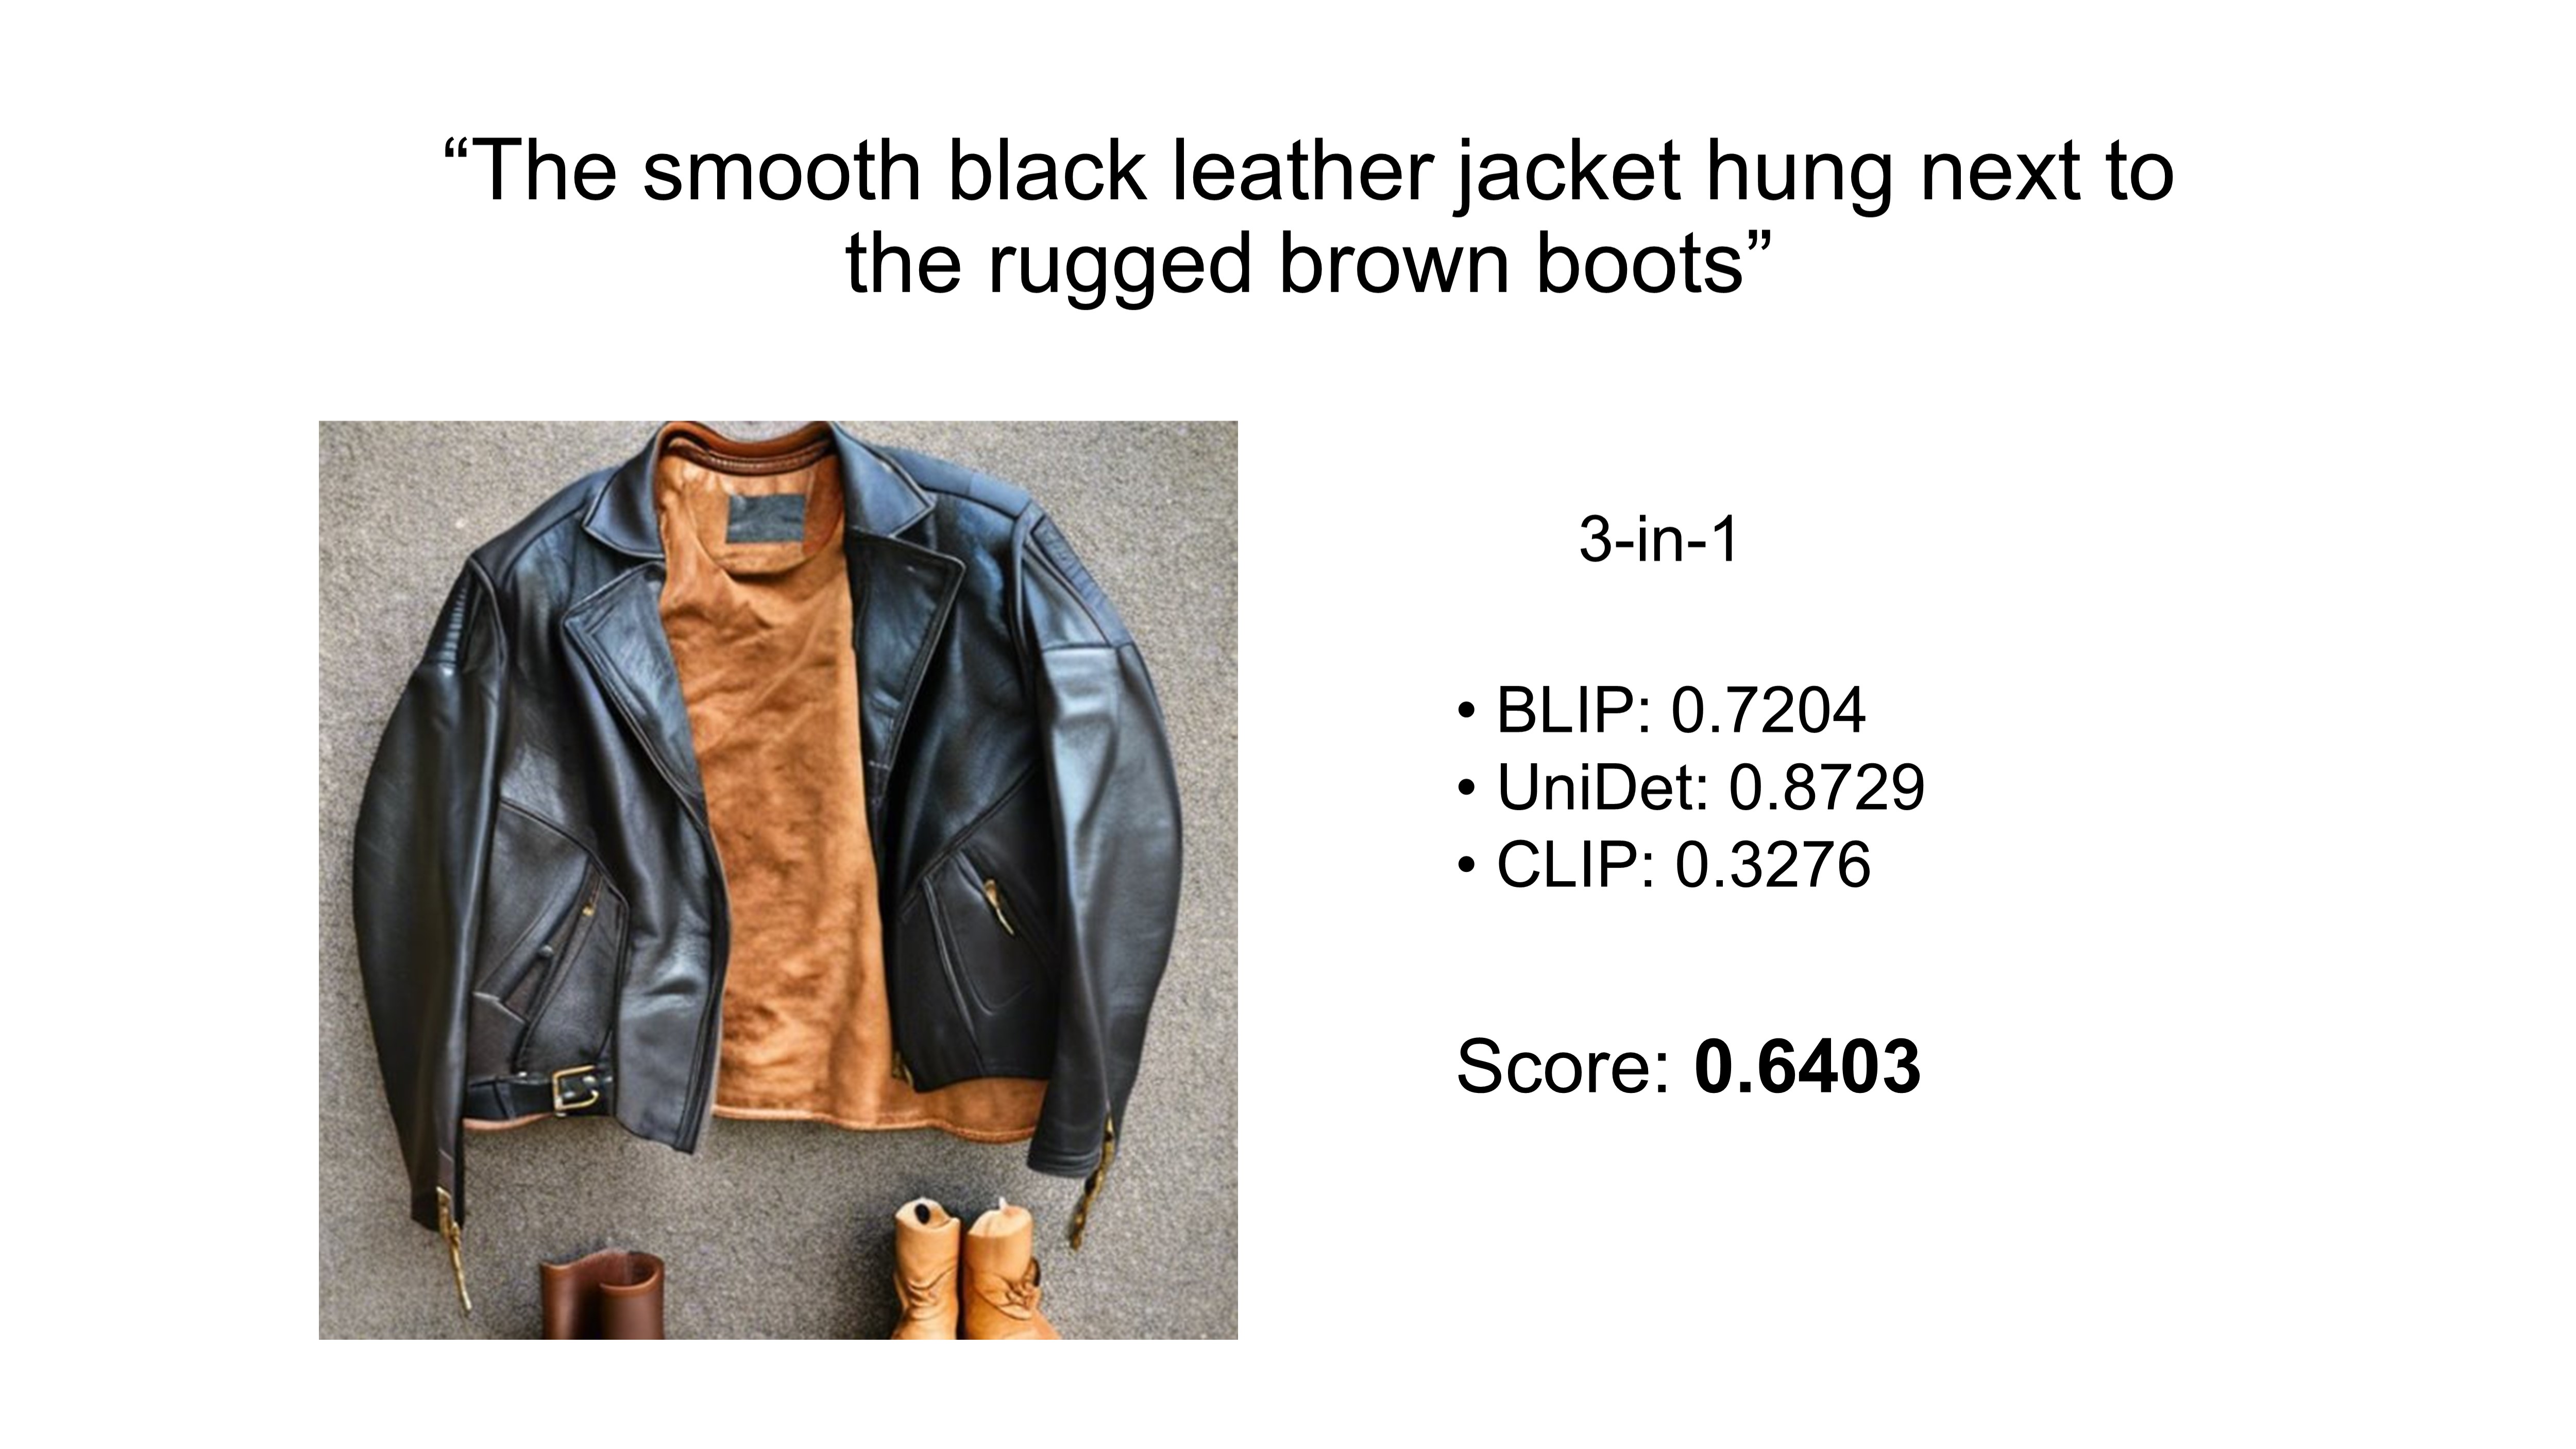 “The smooth black leather jacket hung next to
the rugged brown boots”
3-in-1
• BLIP: 0.7204
• UniDet: 0.8729
• CLIP: 0.3276
Score: 0.6403